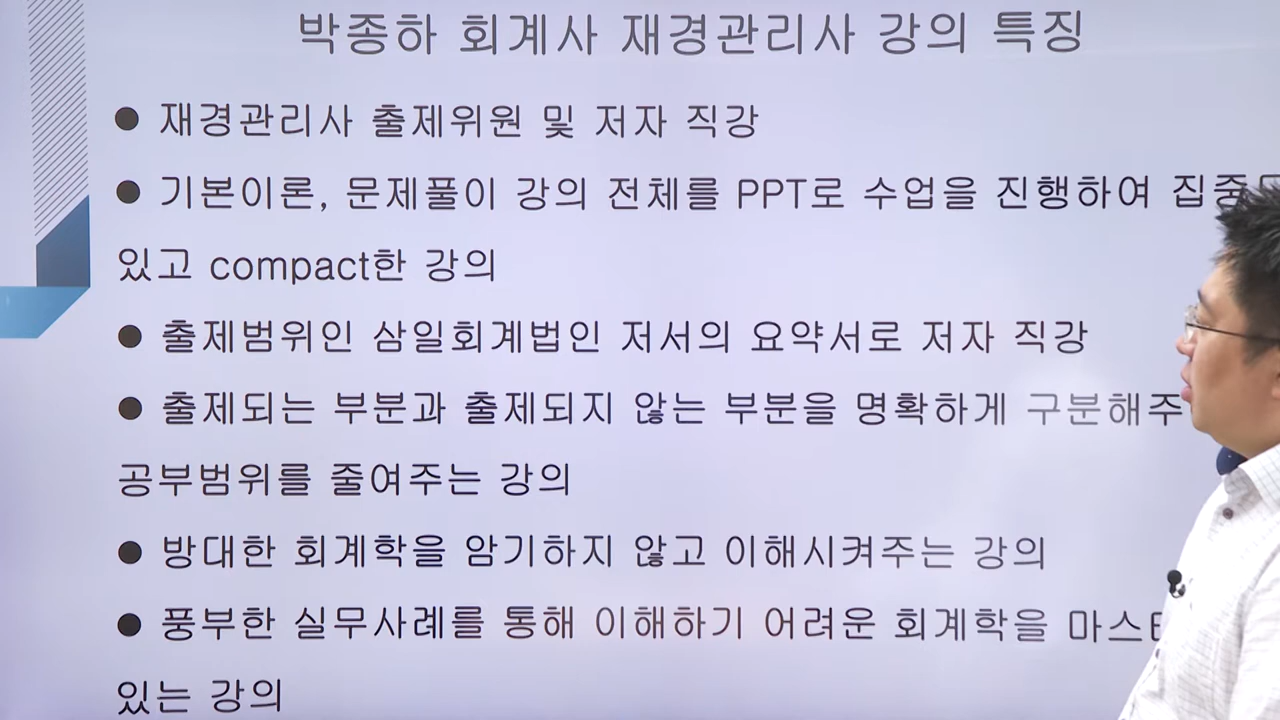 박종하 회계사 재경관리사 강의 특징
● 재경관리사 출제위원 및 저자 직강
● 기본이론, 문제풀이 강의 전체를 PPT로 수업을 진행하여
있고 compact한 강의
● 출제범위인 삼일회계법인 저서의 요약서로 저자 직강
● 출제되는 부분과 출제되지 않는 부분을 명확하게 구분해주
공부범위를 줄여주는 강의
● 방대한 회계학을 암기하지 않고 이해시켜주는 강의
● 풍부한 실무사례를 통해 이해하기 어려운 회계학을
있는 강의